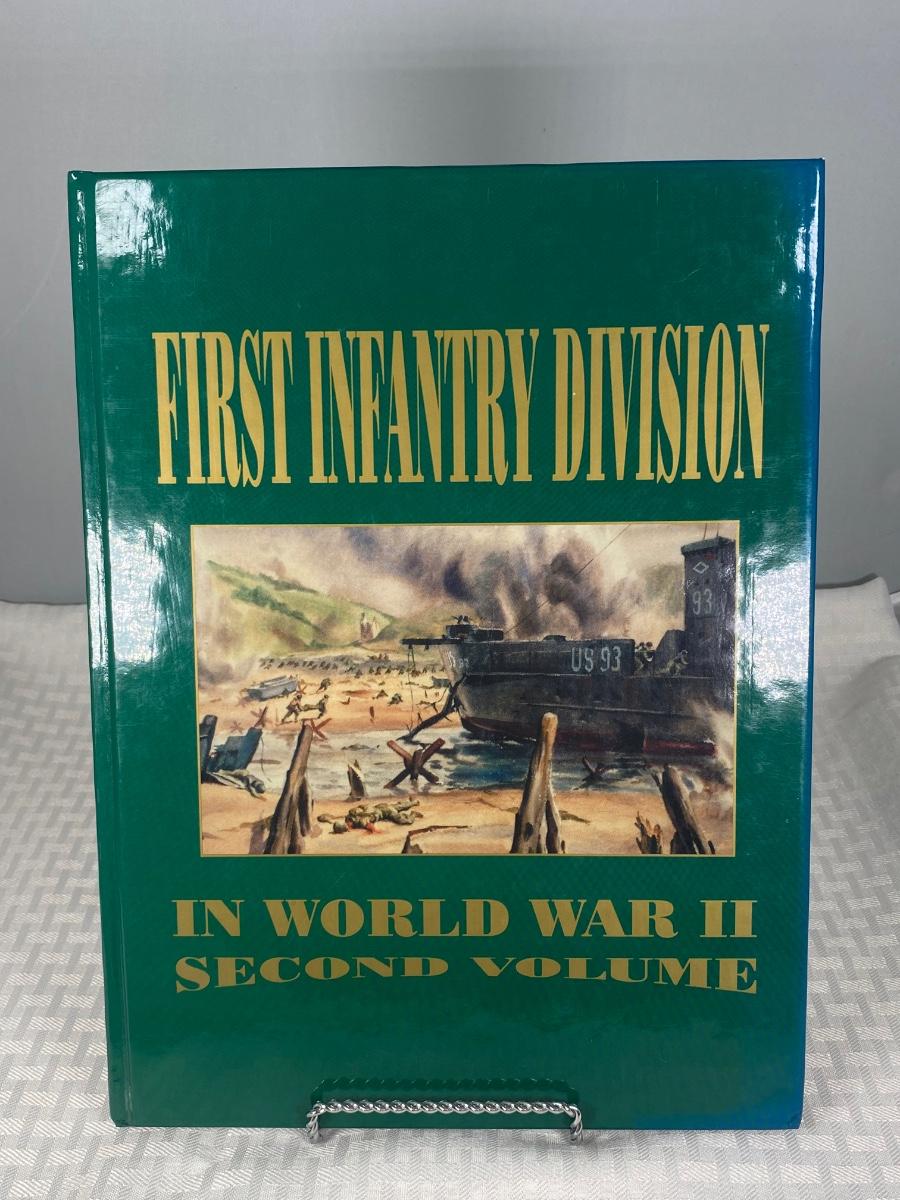 FIRST INFANTRY DIVISION
93
US 93
IN WORLD WAR II
SECOND VOLUME